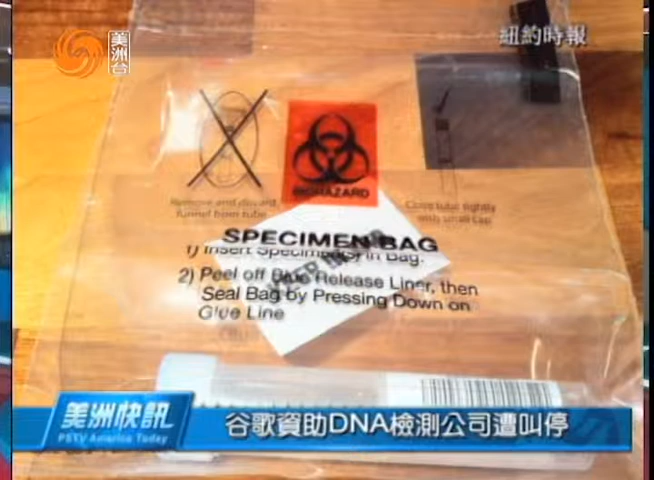 美洲台
紐約時報
BIOHAZARD
Remove and discard
funnel from tube
Close tube tightly
with small cap
SPECIMEN BAG
1) Insert Specimen(s) in Bag.
2) Peel off Blue Release Liner, then
Seal Bag by Pressing Down on
Glue Line
美洲快訊
PSTV America Today
谷歌資助DNA檢測公司遭叫停